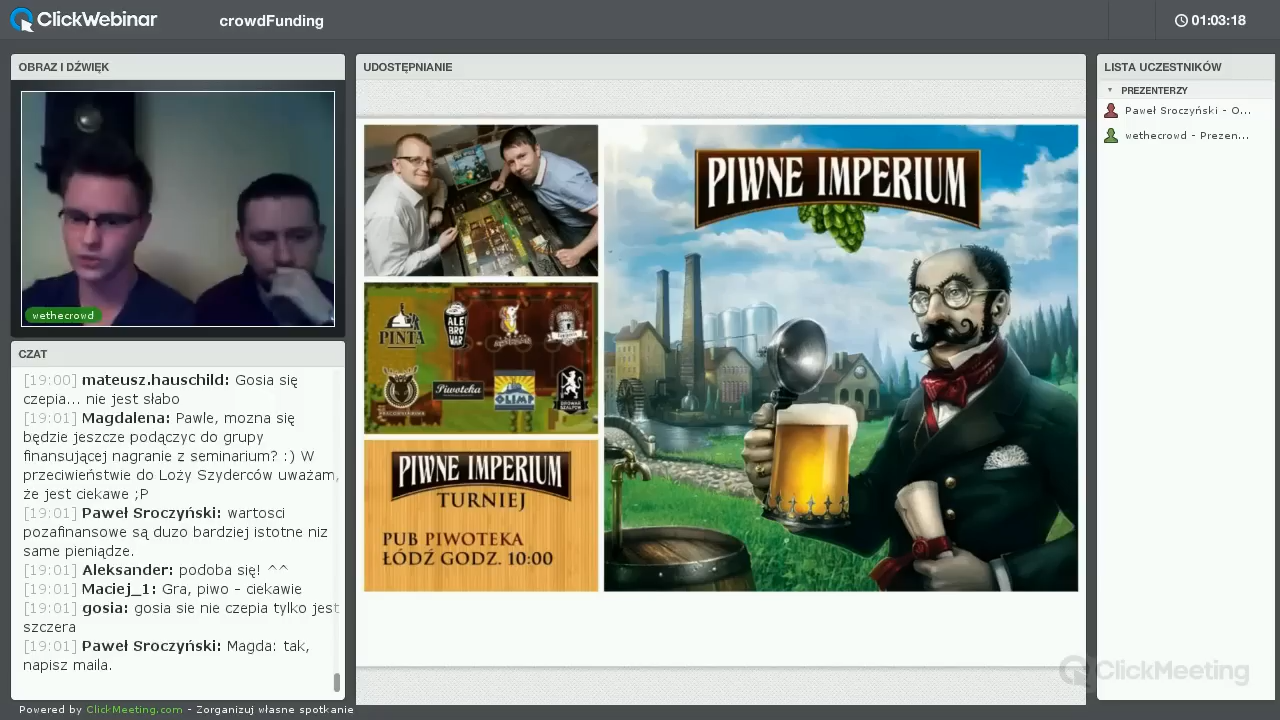 ClickWebinar
crowdFunding
01:03:18
OBRAZ I DŹWIĘK
wethecrowd
CZAT
[19:00] mateusz.hauschild: Gosia się
czepia... nie jest słabo
[19:01] Magdalena: Pawle, mozna się
będzie jeszcze podączyc do grupy
finansującej nagranie z seminarium? :) W
przeciwieństwie do Loży Szyderców uważam,
że jest ciekawe ;P
[19:01] Paweł Sroczyński: wartosci
pozafinansowe są duzo bardziej istotne niz
same pieniądze.
[19:01] Aleksander: podoba się! ^^
[19:01] Maciej_1: Gra, piwo - ciekawie
[19:01] gosia: gosia sie nie czepia tylko jest
szczera
[19:01] Paweł Sroczyński: Magda: tak,
napisz maila.
Powered by ClickMeeting.com - Zorganizuj własne spotkanie
UDOSTĘPNIANIE
PINTA
ALE
BRO
WAR
Piwoteka
OLIMP
PIWNE IMPERIUM
TURNIEJ
PUB PIWOTEKA
ŁÓDŹ GODZ. 10:00
PIWNE IMPERIUM
LISTA UCZESTNIKÓW
PREZENTERZY
Paweł Sroczyński - O...
wethecrowd - Prezen...
ClickMeeting